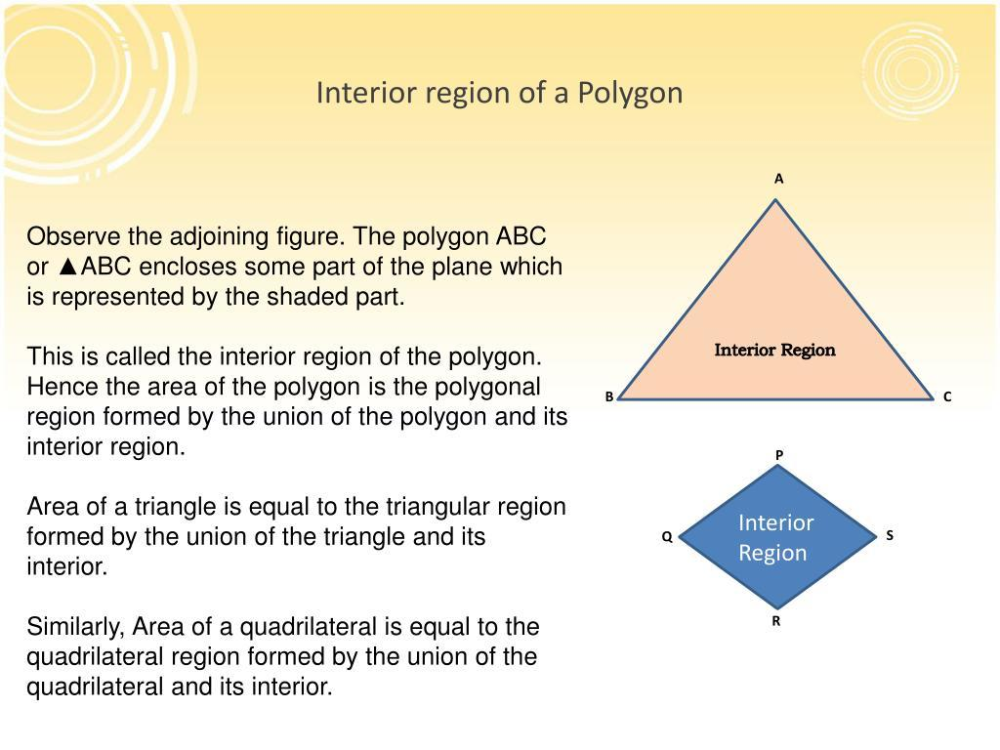 Interior region of a Polygon
Observe the adjoining figure. The polygon ABC
or ▲ABC encloses some part of the plane which
is represented by the shaded part.
This is called the interior region of the polygon.
Hence the area of the polygon is the polygonal
region formed by the union of the polygon and its
interior region.
Area of a triangle is equal to the triangular region
formed by the union of the triangle and its
interior.
Similarly, Area of a quadrilateral is equal to the
quadrilateral region formed by the union of the
quadrilateral and its interior.
A
Interior Region
B
C
P
Interior
Region
Q
S
R